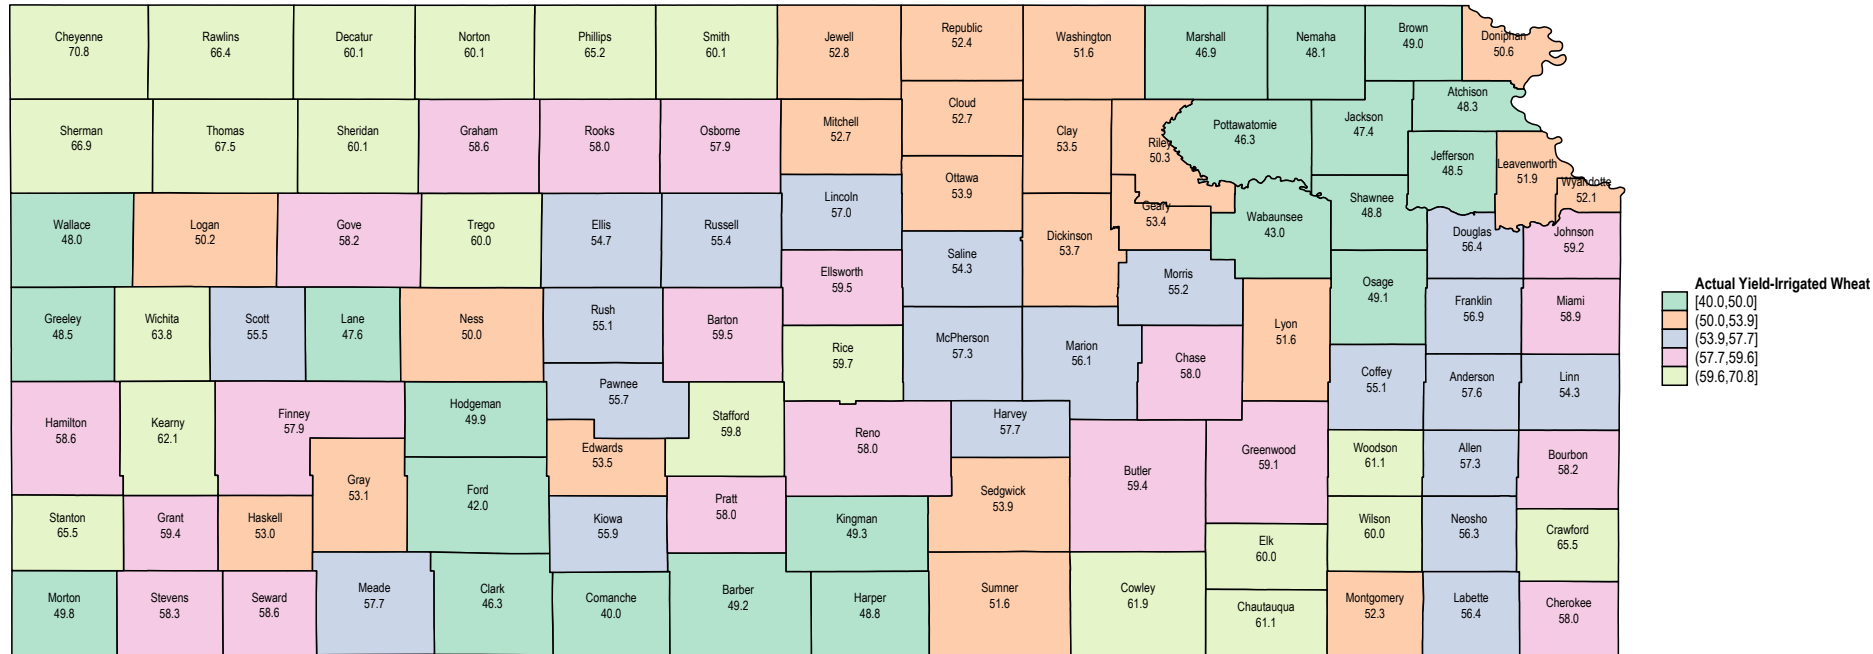 Cheyenne
70.8
Rawlins
66.4
Decatur
60.1
Norton
60.1
Phillips
65.2
Smith
60.1
Jewell
52.8
Republic
52.4
Washington
51.6
Marshall
46.9
Nemaha
48.1
Brown
49.0
Doniphan
50.6
Sherman
66.9
Thomas
67.5
Sheridan
60.1
Graham
58.6
Rooks
58.0
Osborne
57.9
Mitchell
52.7
Cloud
52.7
Clay
53.5
Riley
50.3
Pottawatomie
46.3
Jackson
47.4
Atchison
48.3
Jefferson
48.5
Leavenworth
51.9
Wyandotte
52.1
Wallace
48.0
Logan
50.2
Gove
58.2
Trego
60.0
Ellis
54.7
Russell
55.4
Lincoln
57.0
Ottawa
53.9
Saline
54.3
Dickinson
53.7
Geary
53.4
Wabaunsee
43.0
Shawnee
48.8
Douglas
56.4
Johnson
59.2
Greeley
48.5
Wichita
63.8
Scott
55.5
Lane
47.6
Ness
50.0
Rush
55.1
Barton
59.5
Ellsworth
59.5
Rice
59.7
McPherson
57.3
Marion
56.1
Morris
55.2
Chase
58.0
Lyon
51.6
Osage
49.1
Franklin
56.9
Miami
58.9
Hamilton
58.6
Kearny
62.1
Finney
57.9
Hodgeman
49.9
Pawnee
55.7
Stafford
59.8
Reno
58.0
Harvey
57.7
Coffey
55.1
Anderson
57.6
Linn
54.3
Gray
53.1
Ford
42.0
Edwards
53.5
Pratt
58.0
Sedgwick
53.9
Butler
59.4
Greenwood
59.1
Woodson
61.1
Allen
57.3
Bourbon
58.2
Stanton
65.5
Grant
59.4
Haskell
53.0
Kiowa
55.9
Kingman
49.3
Elk
60.0
Wilson
60.0
Neosho
56.3
Crawford
65.5
Morton
49.8
Stevens
58.3
Seward
58.6
Meade
57.7
Clark
46.3
Comanche
40.0
Barber
49.2
Harper
48.8
Sumner
51.6
Cowley
61.9
Chautauqua
61.1
Montgomery
52.3
Labette
56.4
Cherokee
58.0
Actual Yield-Irrigated Wheat
[40.0,50.0]
(50.0,53.9]
(53.9,57.7]
(57.7,59.6]
(59.6,70.8]